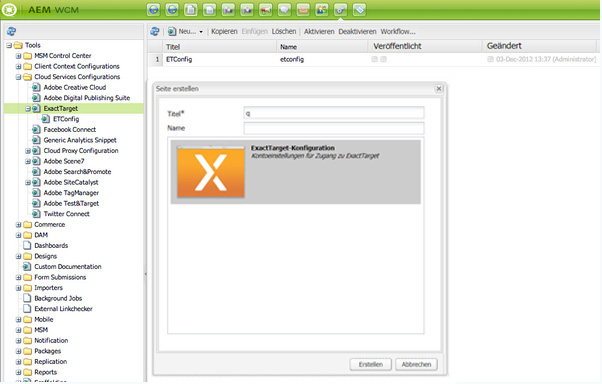 AEM WCM
Tools
MSM Control Center
Client Context Configurations
Cloud Services Configurations
Adobe Creative Cloud
Adobe Digital Publishing Suite
ExactTarget
ETConfig
Facebook Connect
Generic Analytics Snippet
Cloud Proxy Configuration
Adobe Scene7
Adobe Search&Promote
Adobe SiteCatalyst
Adobe TagManager
Adobe Test&Target
Twitter Connect
Commerce
DAM
Dashboards
Designs
Custom Documentation
Form Submissions
Importers
Background Jobs
External Linkchecker
Mobile
MSM
Notification
Packages
Replication
Reports
Scaffolding
Neu... Kopieren Einfügen Löschen Aktivieren Deaktivieren Workflow...
Titel Name Veröffentlicht Geändert
1 ETConfig etconfig 03-Dec-2012 13:37 (Administrator)
Seite erstellen
Titel* q
Name
X
ExactTarget-Konfiguration
Kontoeinstellungen für Zugang zu ExactTarget
Erstellen Abbrechen